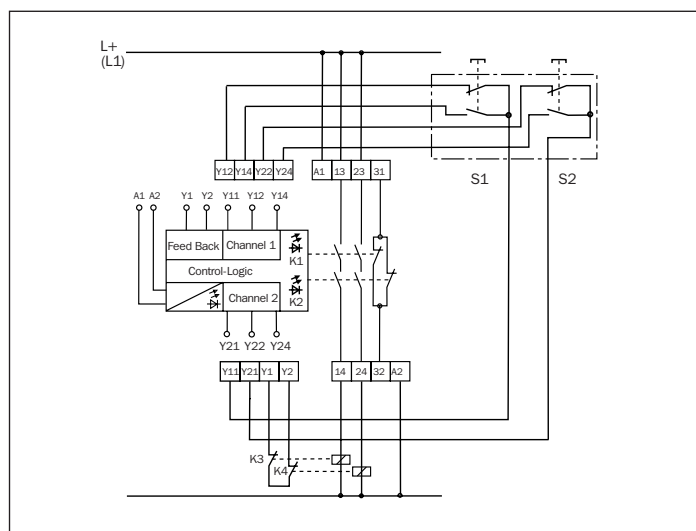 L+
(L1)
Y12 Y14 Y22 Y24
A1 13 23 31
S1 S2
A1 A2 Y1 Y2 Y11 Y12 Y14
Feed Back Channel 1
K1
Control-Logic
K2
Channel 2
Y21 Y22 Y24
Y11 Y21 Y1 Y2
14 24 32 A2
K3
K4